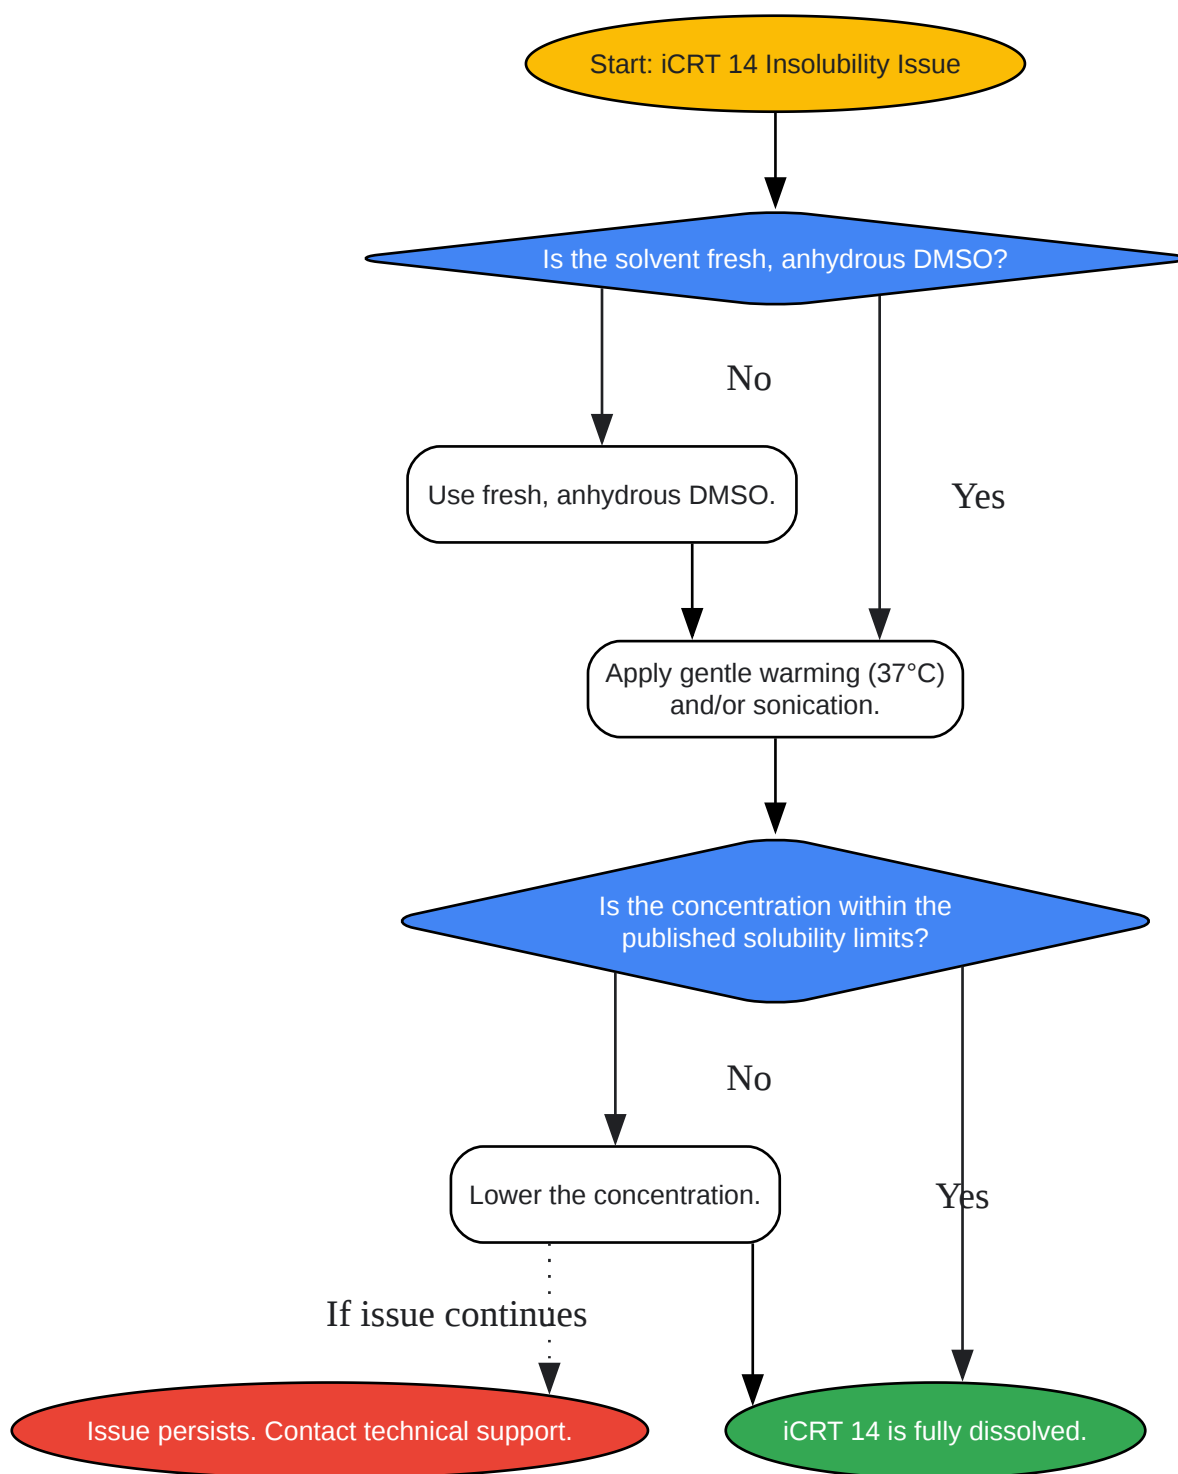 Start: iCRT 14 Insolubility Issue
Is the solvent fresh, anhydrous DMSO?
No
Use fresh, anhydrous DMSO.
Yes
Apply gentle warming (37°C)
and/or sonication.
Is the concentration within the
published solubility limits?
No
Lower the concentration.
Yes
If issue continues
Issue persists. Contact technical support.
iCRT 14 is fully dissolved.